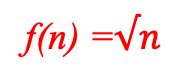 f(n) =√n